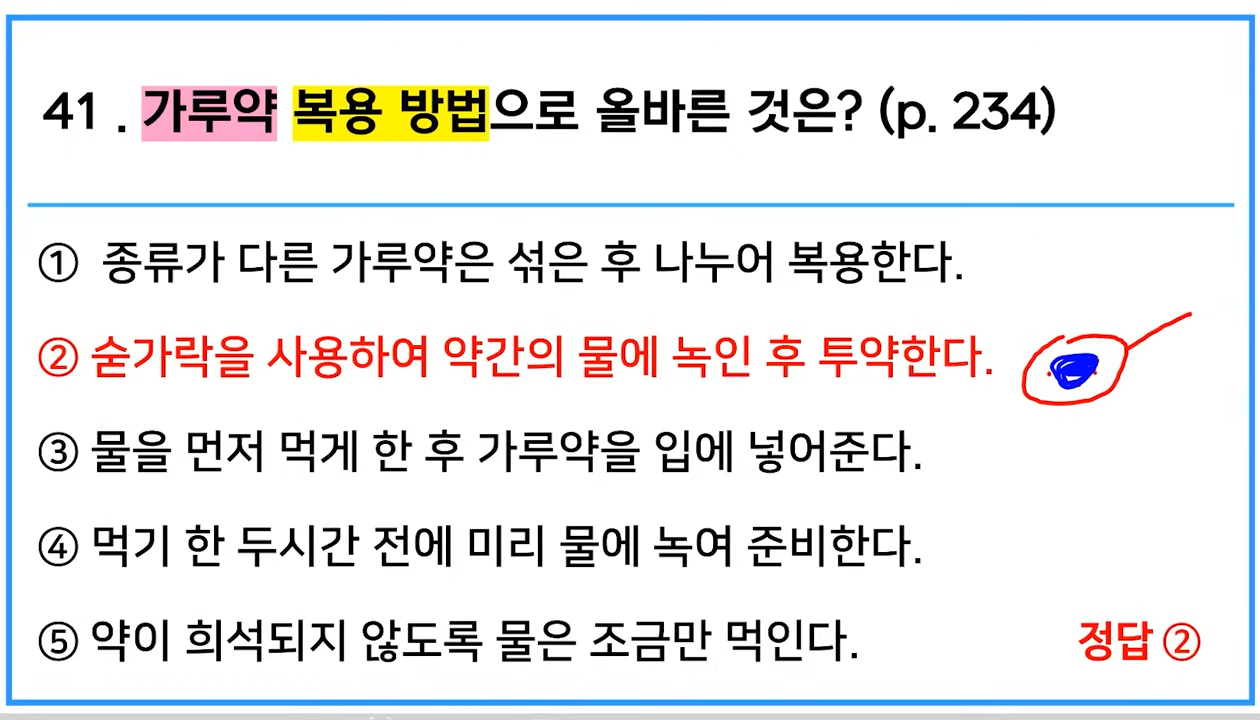 41. 가루약 복용 방법으로 올바른 것은? (p. 234)
① 종류가 다른 가루약은 섞은 후 나누어 복용한다.
② 숟가락을 사용하여 약간의 물에 녹인 후 투약한다.
③ 물을 먼저 먹게 한 후 가루약을 입에 넣어준다.
④ 먹기 한 두시간 전에 미리 물에 녹여 준비한다.
⑤ 약이 희석되지 않도록 물은 조금만 먹인다.
정답 ②